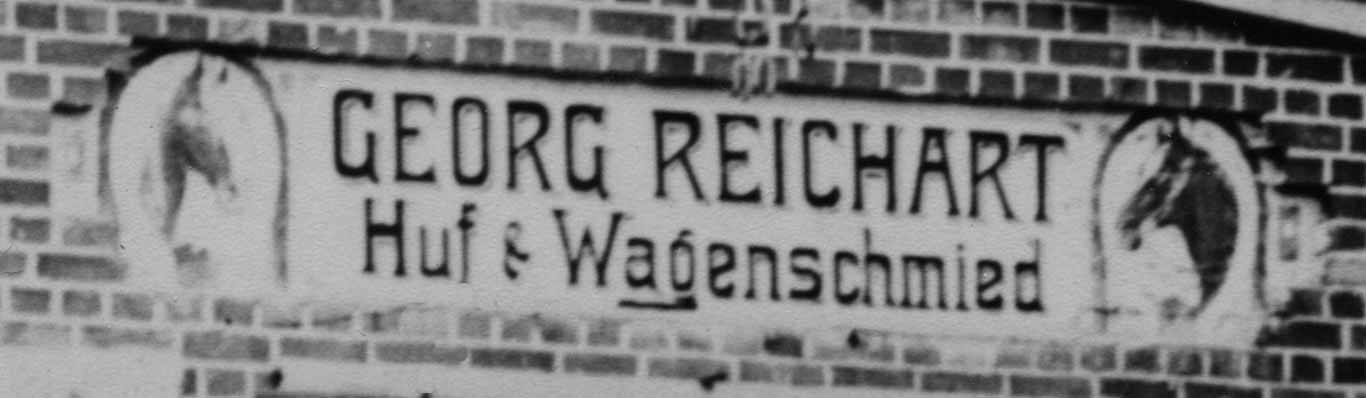 GEORG REICHART
Huf & Wagenschmied